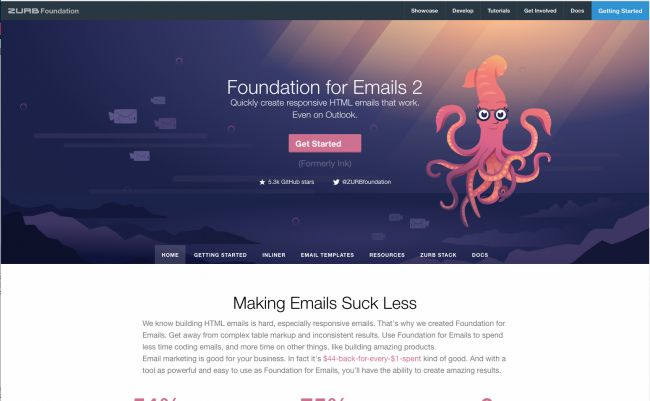 ZURB Foundation
Showcase Develop Tutorials Get Involved Docs Getting Started
Foundation for Emails 2
Quickly create responsive HTML emails that work.
Even on Outlook.
Get Started
(Formerly Ink)
5.3k GitHub stars @ZURBfoundation
HOME GETTING STARTED INLINER EMAIL TEMPLATES RESOURCES ZURB STACK DOCS
Making Emails Suck Less
We know building HTML emails is hard, especially responsive emails. That's why we created Foundation for
Emails. Get away from complex table markup and inconsistent results. Use Foundation for Emails to spend
less time coding emails, and more time on other things, like building amazing products.
Email marketing is good for your business. In fact it's $44-back-for-every-$1-spent kind of good. And with a
tool as powerful and easy to use as Foundation for Emails, you'll have the ability to create amazing results.